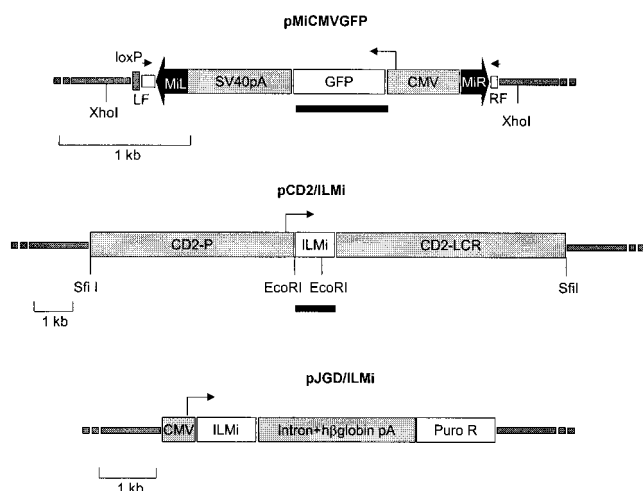 pMiCMVGFP
loxP
MiL SV40pA GFP CMV MiR
XhoI LF RF XhoI
1 kb
pCD2/ILMi
CD2-P ILMi CD2-LCR
Sfi I EcoRI EcoRI SfiI
1 kb
pJGD/ILMi
CMV ILMi Intron+hβglobin pA Puro R
1 kb